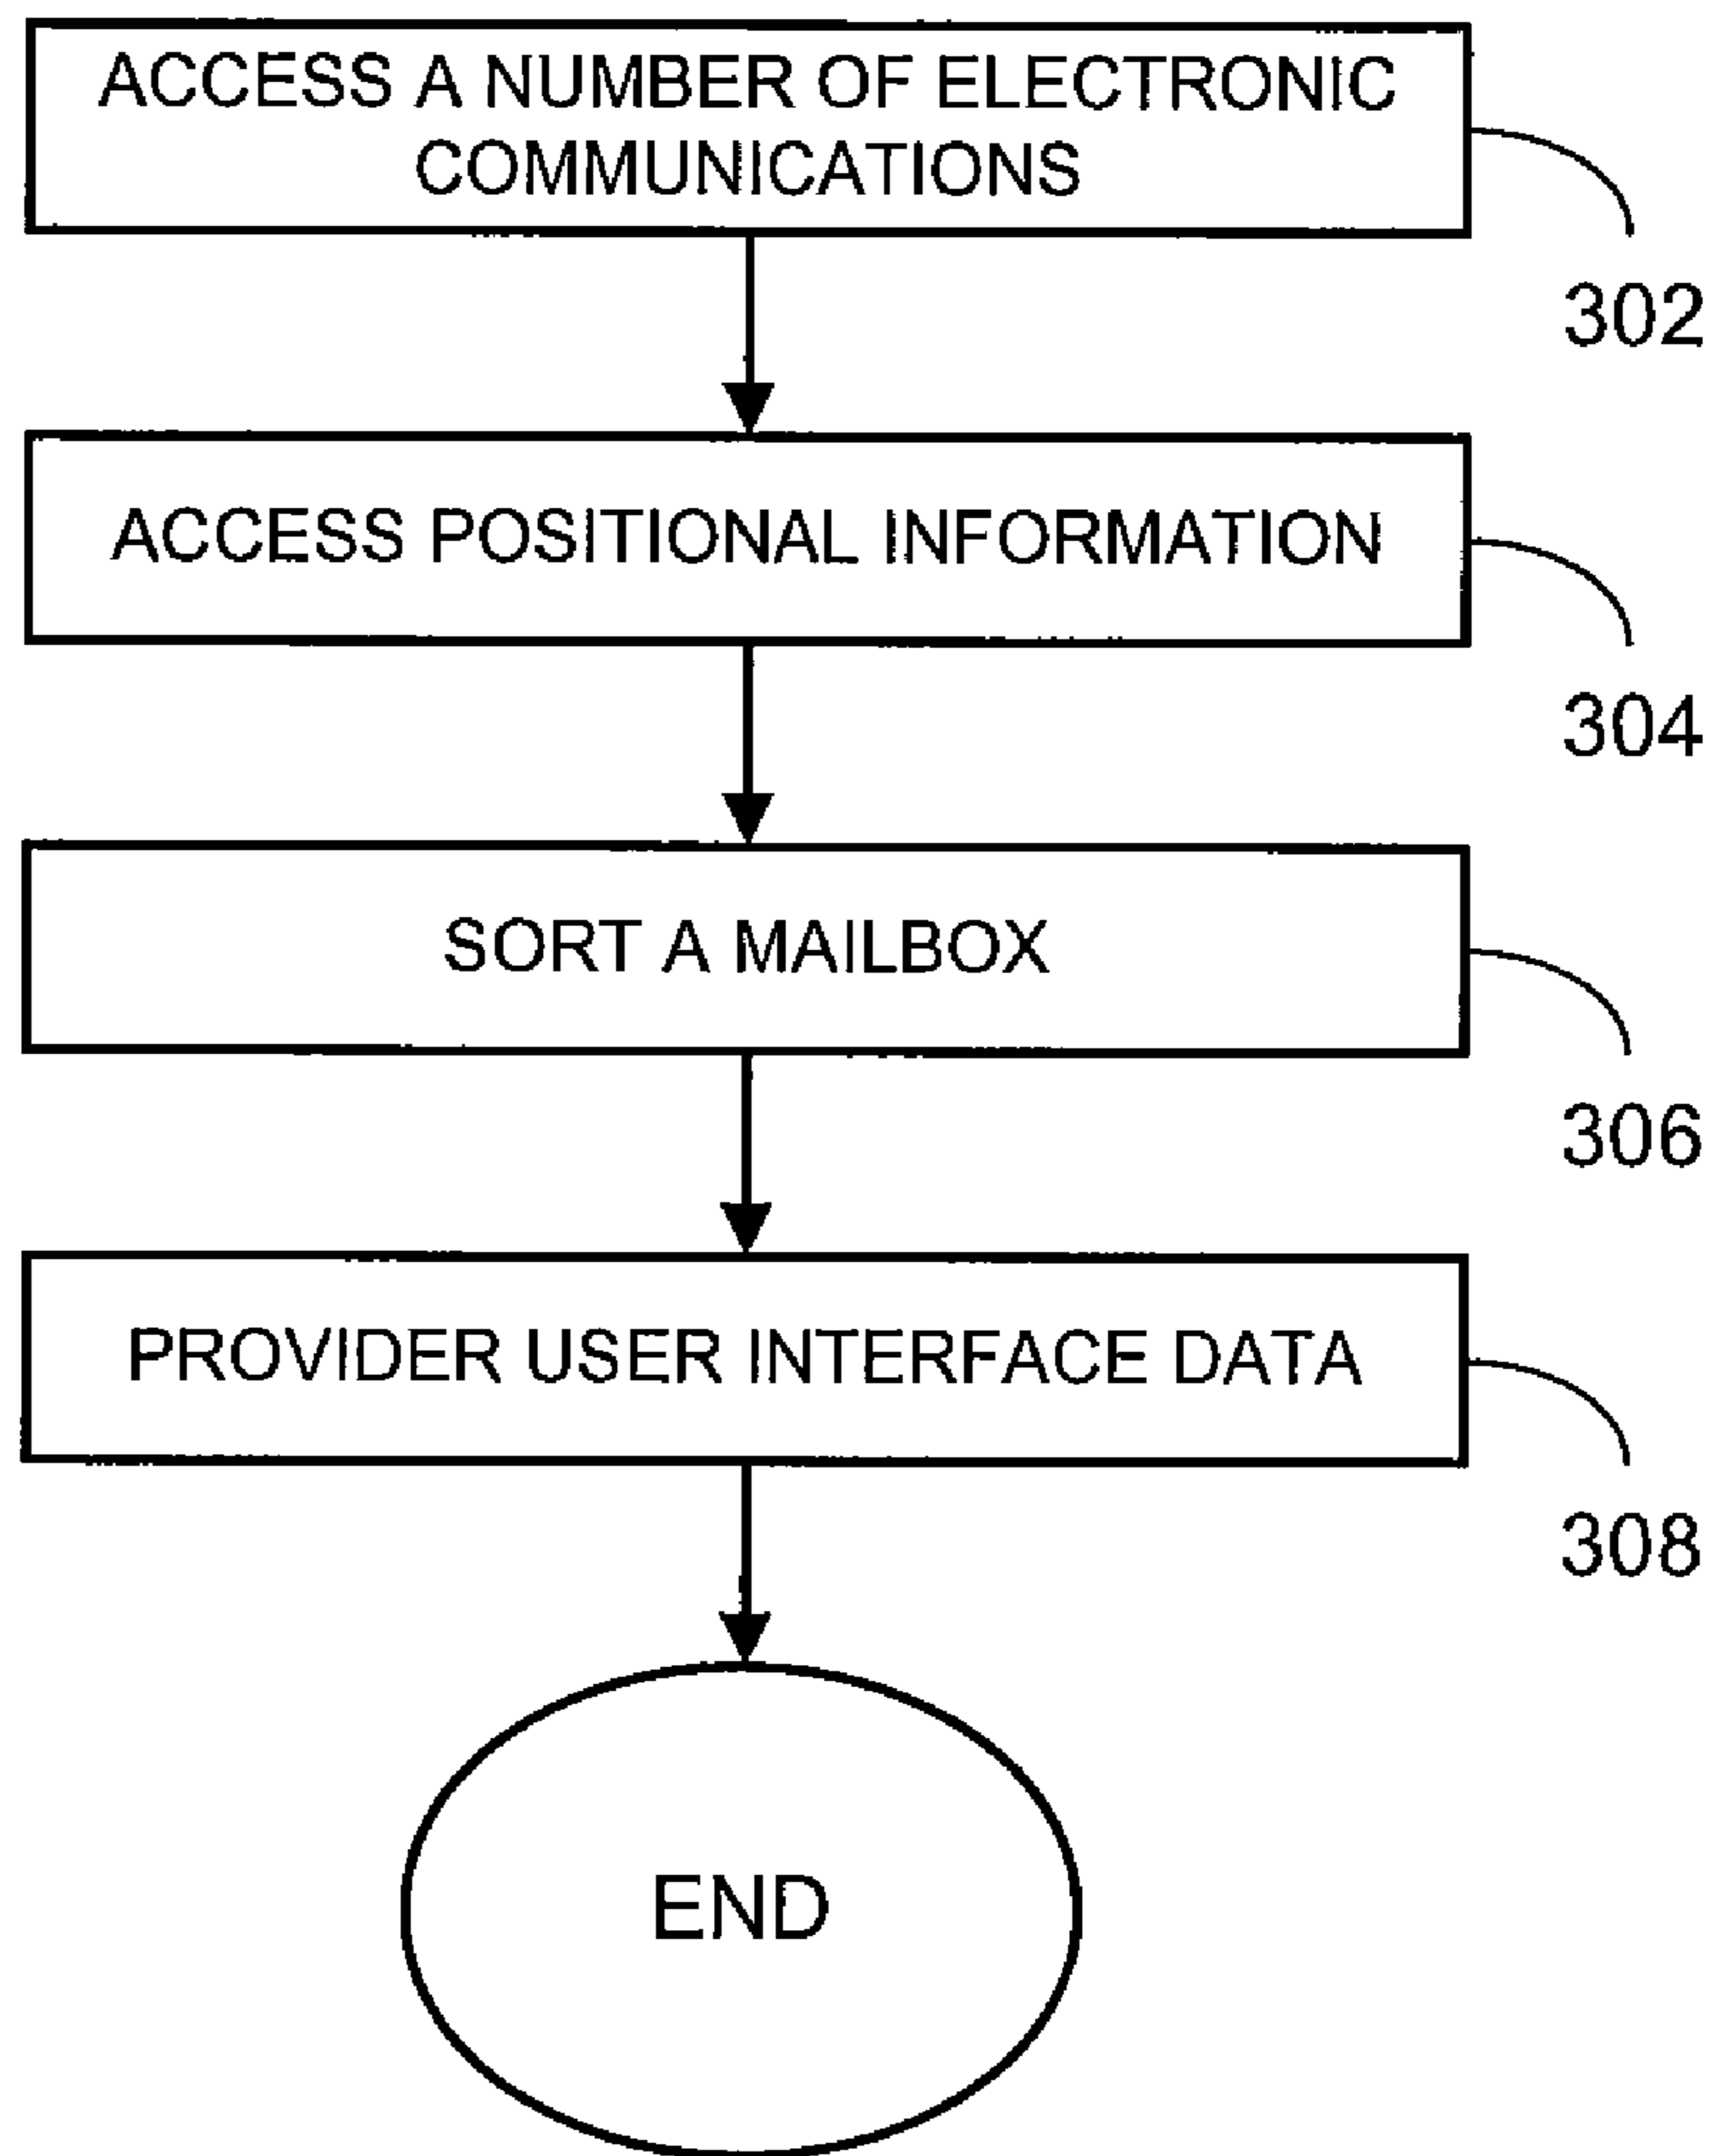 ACCESS A NUMBER OF ELECTRONIC
COMMUNICATIONS
302
ACCESS POSITIONAL INFORMATION
304
SORT A MAILBOX
306
PROVIDER USER INTERFACE DATA
308
END